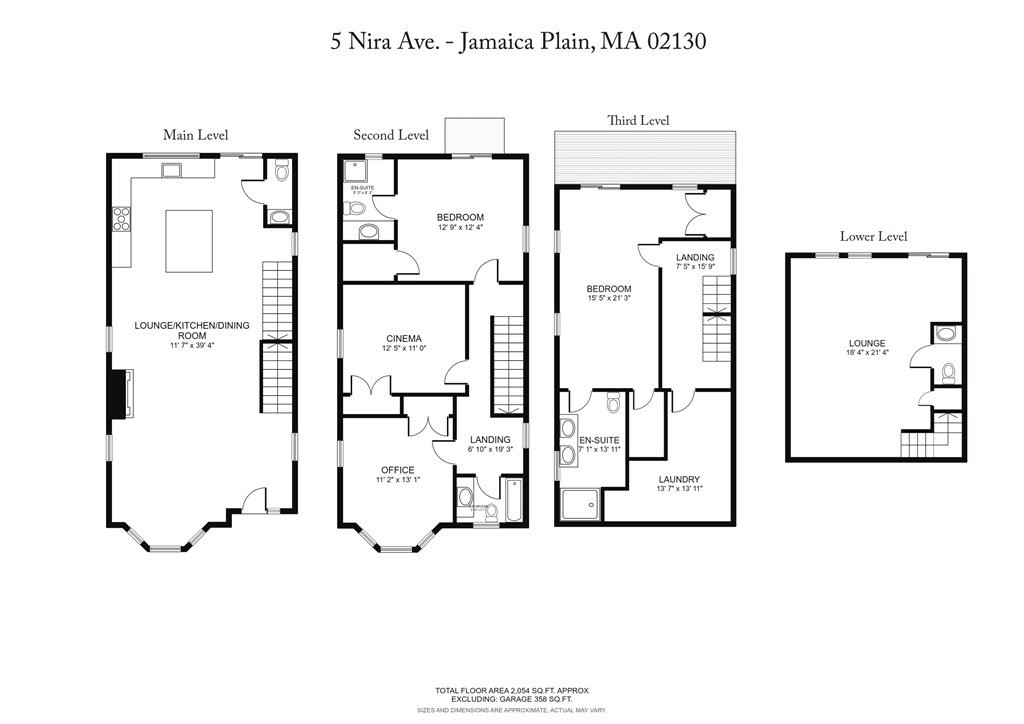 5 Nira Ave. - Jamaica Plain, MA 02130
Main Level
LOUNGE/KITCHEN/DINING
ROOM
11' 7" x 39' 4"
Second Level
EN-SUITE
BEDROOM
12' 9" x 12' 4"
CINEMA
12' 5" x 11' 0"
LANDING
6' 10" x 19' 3"
OFFICE
11' 2" x 13' 1"
Third Level
LANDING
7' 5" x 15' 9"
BEDROOM
15' 5" x 21' 3"
EN-SUITE
7' 1" x 13' 11"
LAUNDRY
13' 7" x 13' 11"
Lower Level
LOUNGE
18' 4" x 21' 4"
TOTAL FLOOR AREA 2,054 SQ.FT. APPROX
EXCLUDING: GARAGE 358 SQ.FT.
SIZES AND DIMENSIONS ARE APPROXIMATE, ACTUAL MAY VARY.